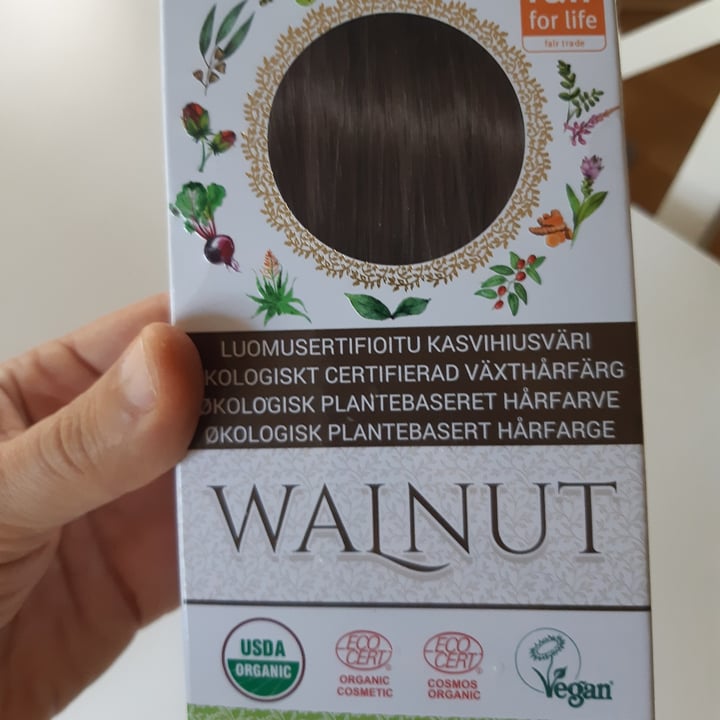 for life
fair trade
LUOMUSERTIFIOITU KASVIHIUSVÄRI
KOLOGISKT CERTIFIERAD VÄXTHÅRFÄRG
ØKOLOGISK PLANTEBASERET HÅRFARVE
ØKOLOGISK PLANTEBASERT HÅRFARGE
WALNUT
USDA
ORGANIC
ECO
CERT
ORGANIC
COSMETIC
ECO
CERT
COSMOS
ORGANIC
Vegan